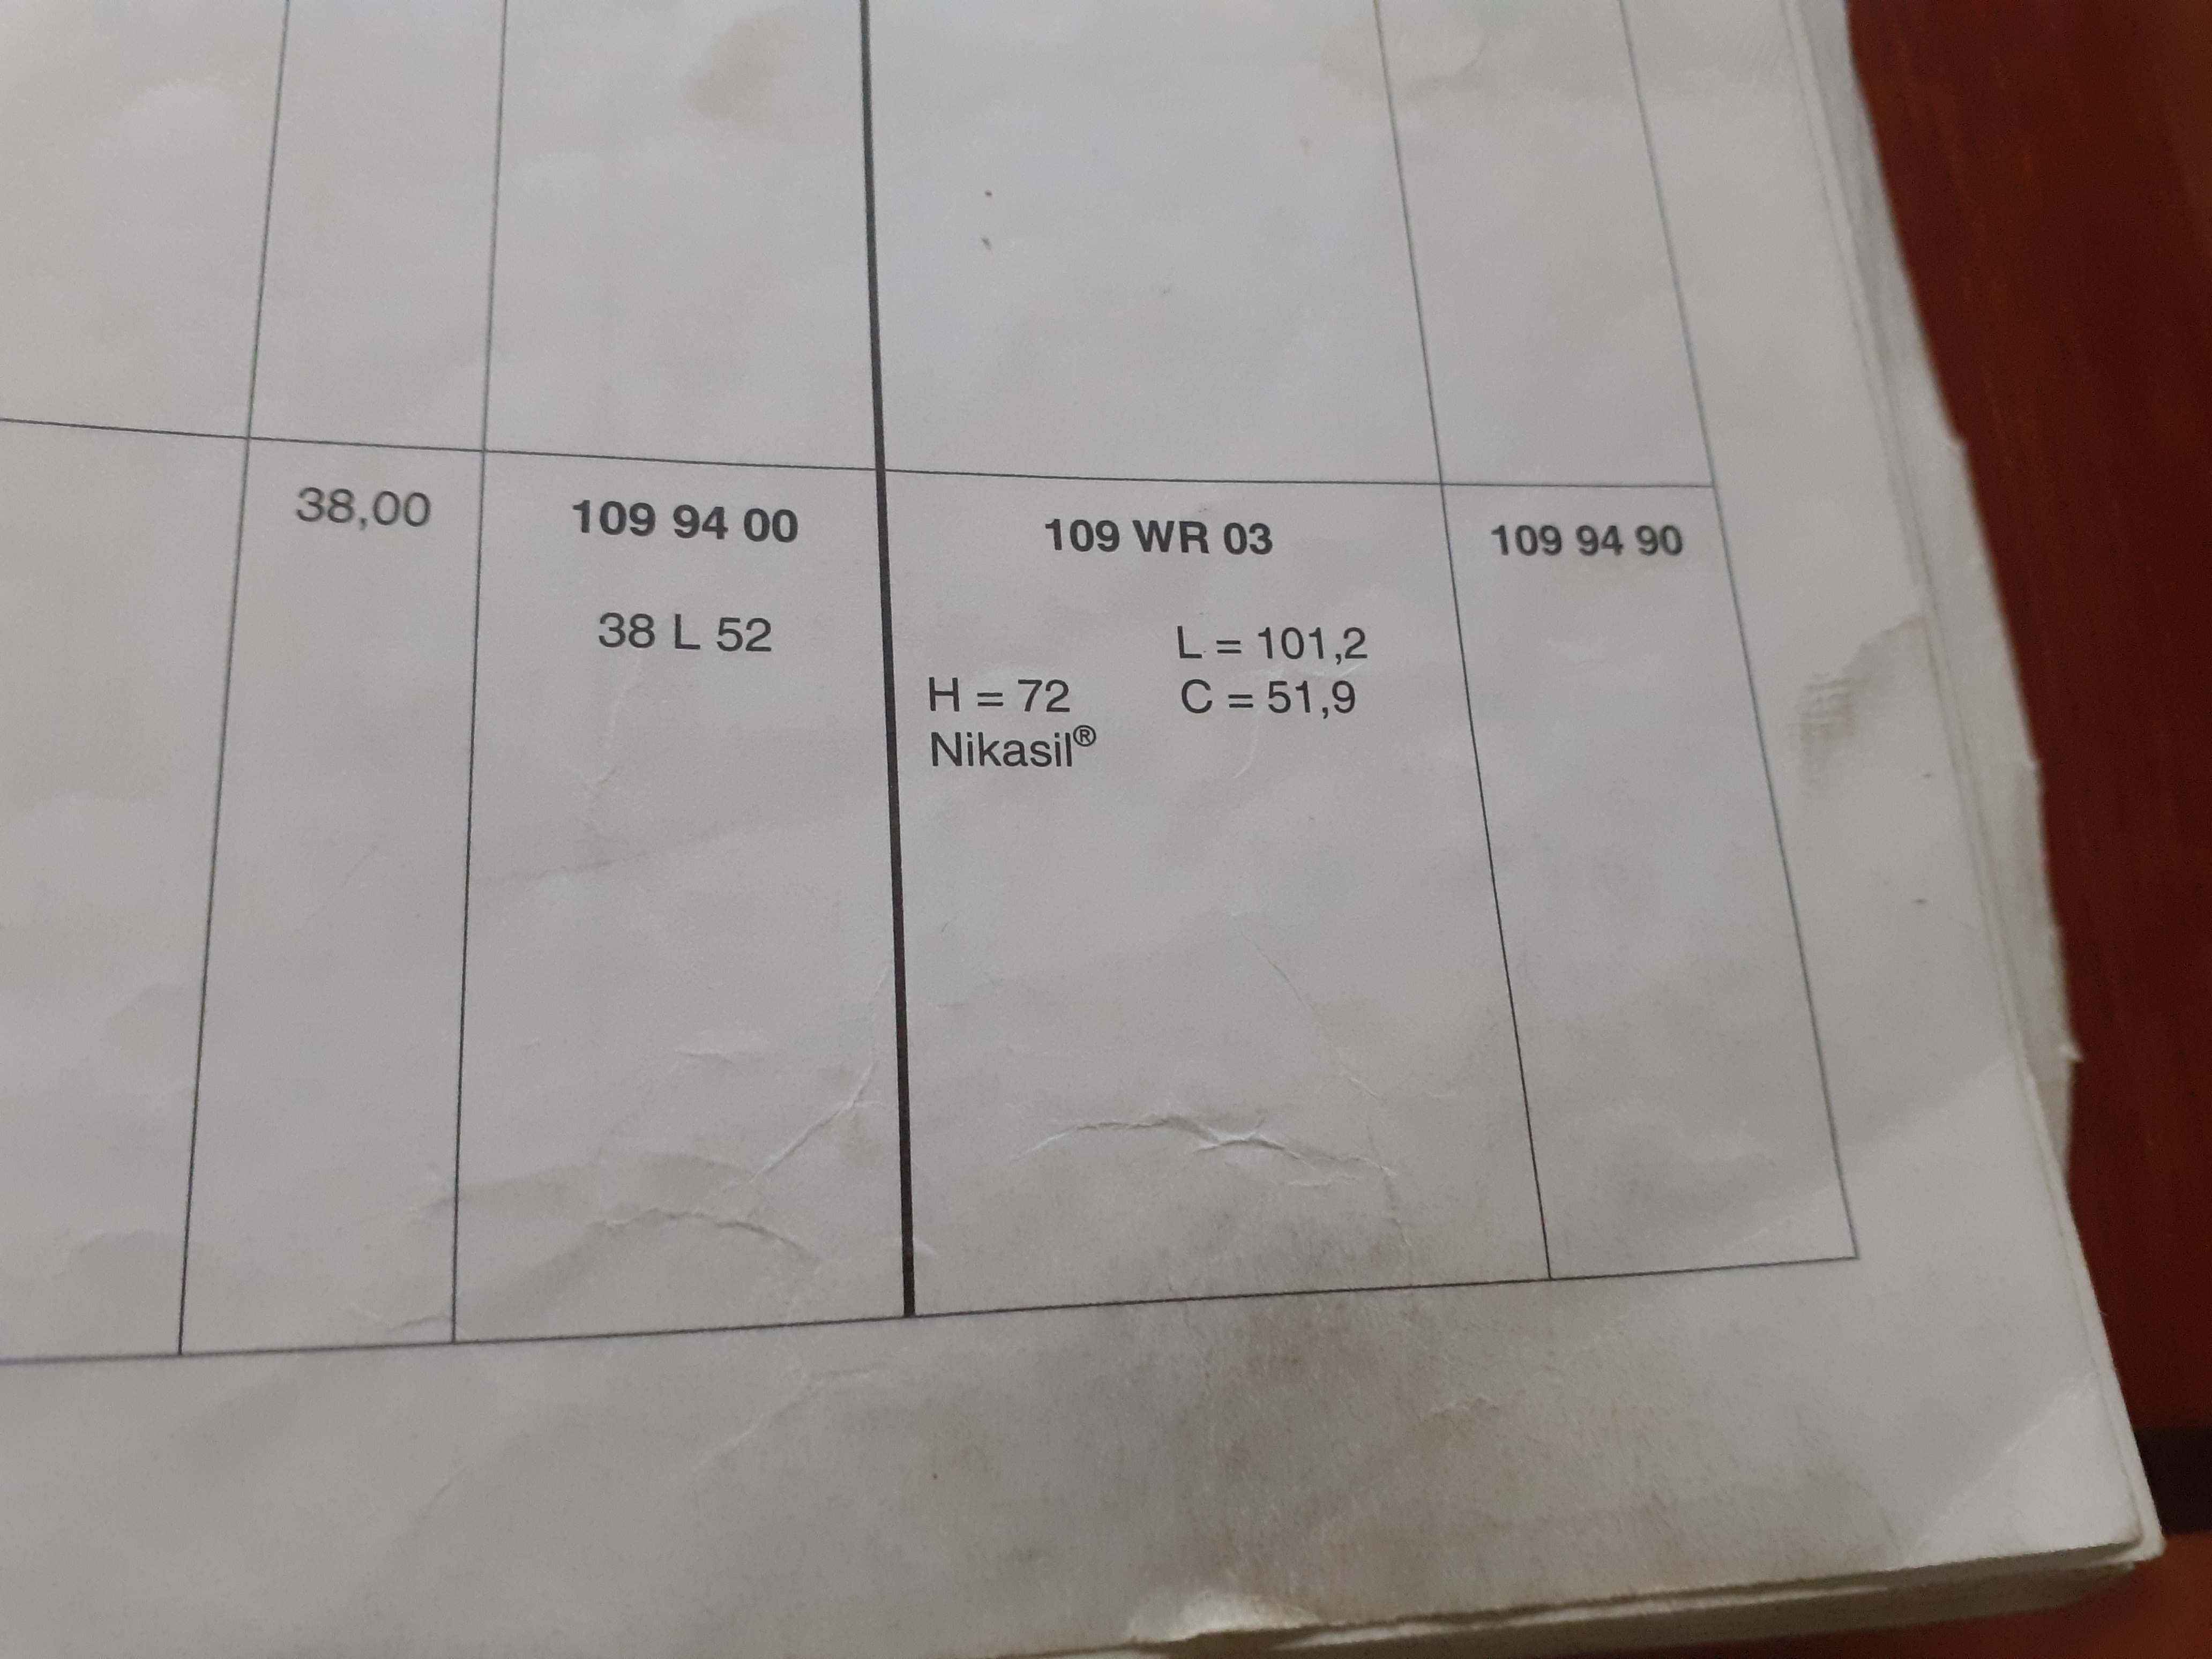 38,00 109 94 00 109 WR 03 109 94 90
38 L 52 L = 101,2
H = 72 C = 51,9
Nikasil®